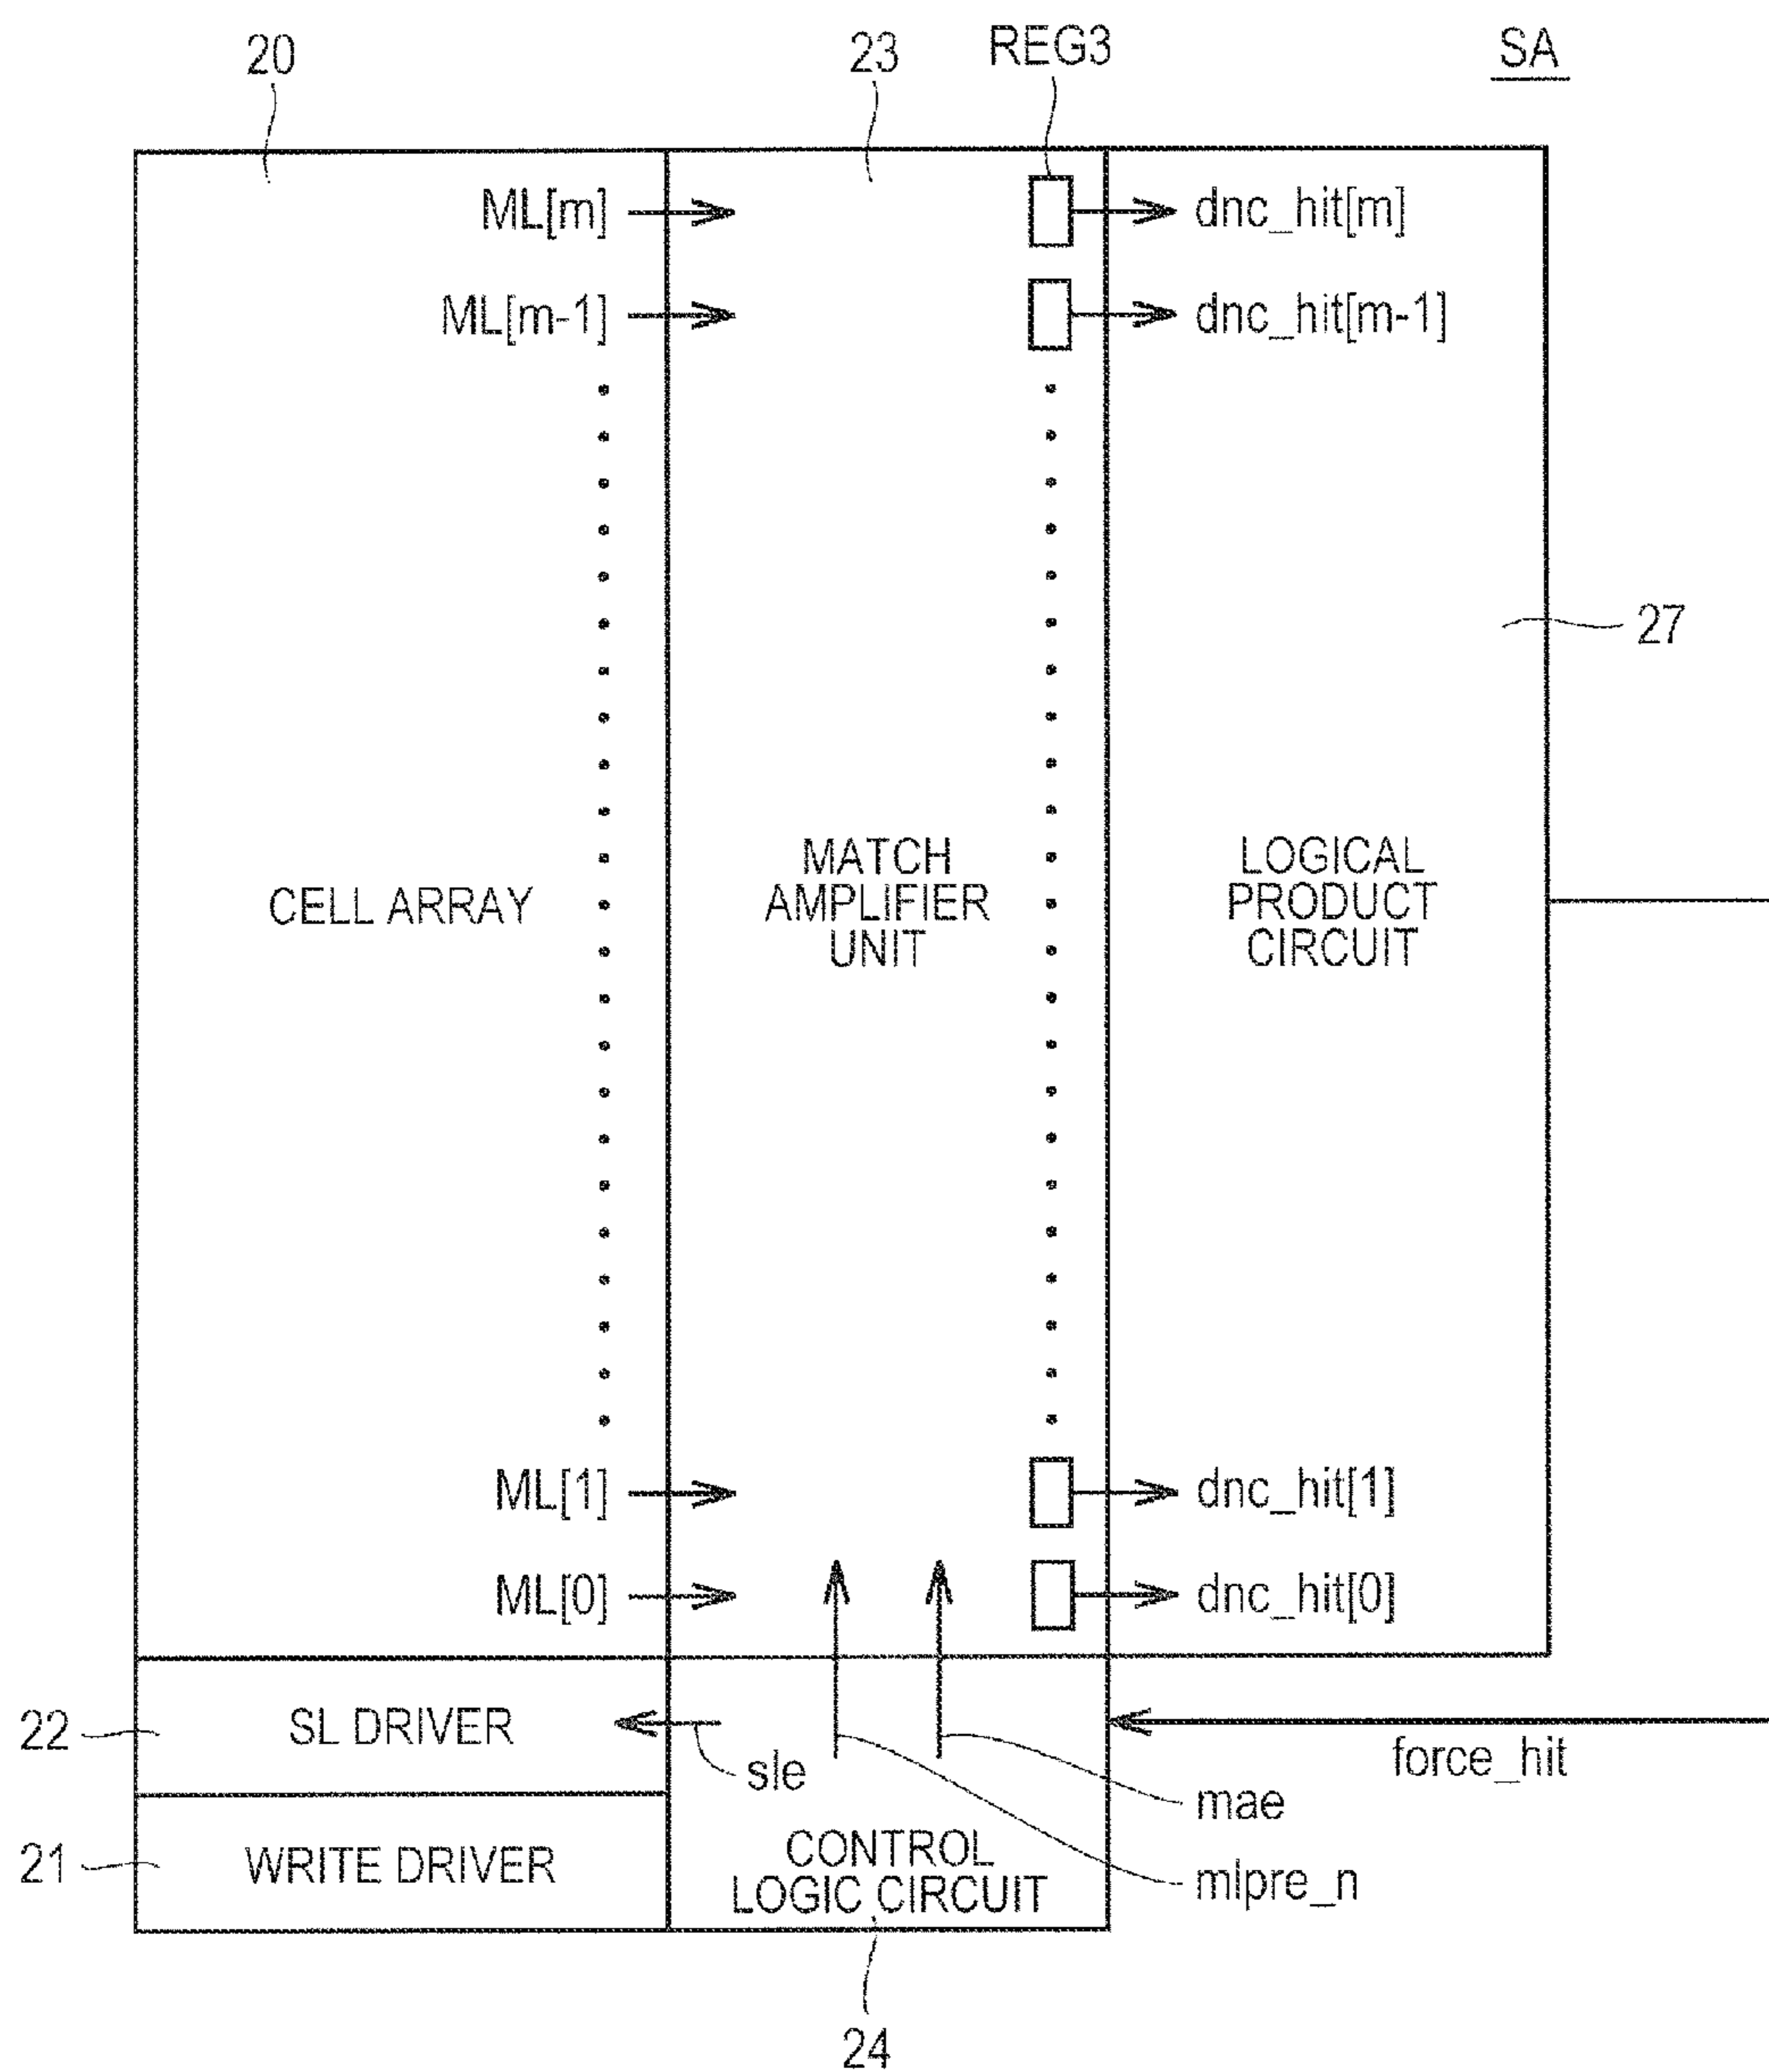 20
23
REG3
SA
ML[m]
dnc_hit[m]
ML[m-1]
dnc_hit[m-1]
27
CELL ARRAY
MATCH
AMPLIFIER
UNIT
LOGICAL
PRODUCT
CIRCUIT
ML[1]
dnc_hit[1]
ML[0]
dnc_hit[0]
22
SL DRIVER
sle
force_hit
mae
21
WRITE DRIVER
CONTROL
LOGIC CIRCUIT
mlpre_n
24